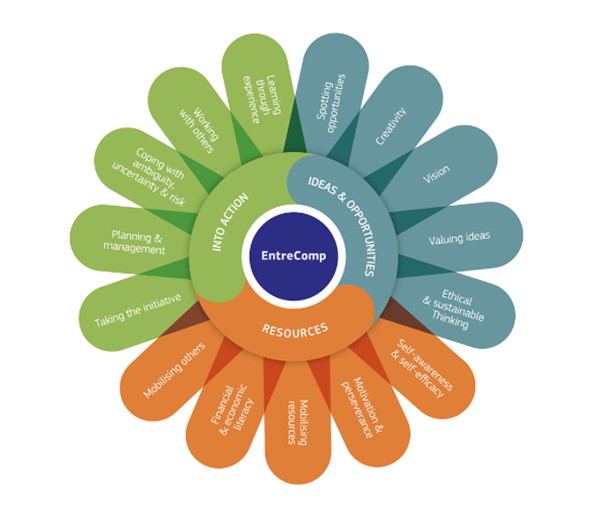 EntreComp
IDEAS & OPPORTUNITIES
Spotting
opportunities
Creativity
Vision
Valuing ideas
Ethical
& sustainable
Thinking
RESOURCES
Self-awareness
& self-efficacy
Motivation &
perseverance
Mobilising
resources
Financial
& economic
literacy
Mobilising others
INTO ACTION
Taking the initiative
Planning &
management
Coping with
ambiguity,
uncertainty & risk
Working
with others
Learning
through
experience